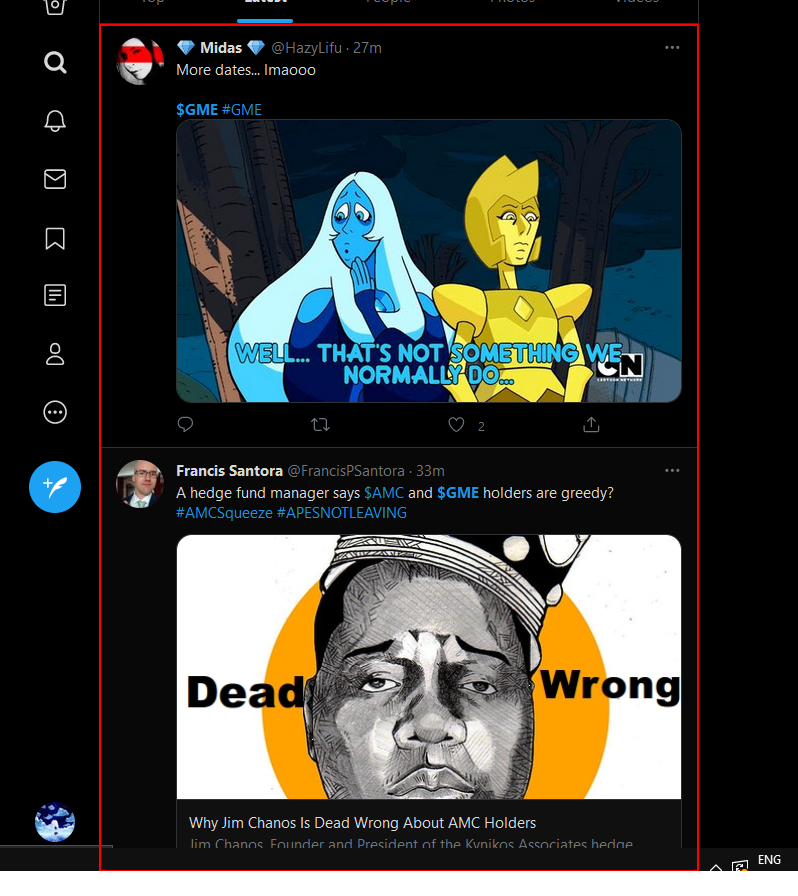 Top Latest People Photos Videos
💎 Midas 💎 @HazyLifu · 27m
More dates... lmaooo
$GME #GME
WELL... THAT'S NOT SOMETHING WE
NORMALLY DO...
CN
CARTOON NETWORK
2
Francis Santora @FrancisPSantora · 33m
A hedge fund manager says $AMC and $GME holders are greedy?
#AMCSqueeze #APESNOTLEAVING
Dead Wrong
Why Jim Chanos Is Dead Wrong About AMC Holders
Jim Chanos, Founder and President of the Kynikos Associates hedge
ENG